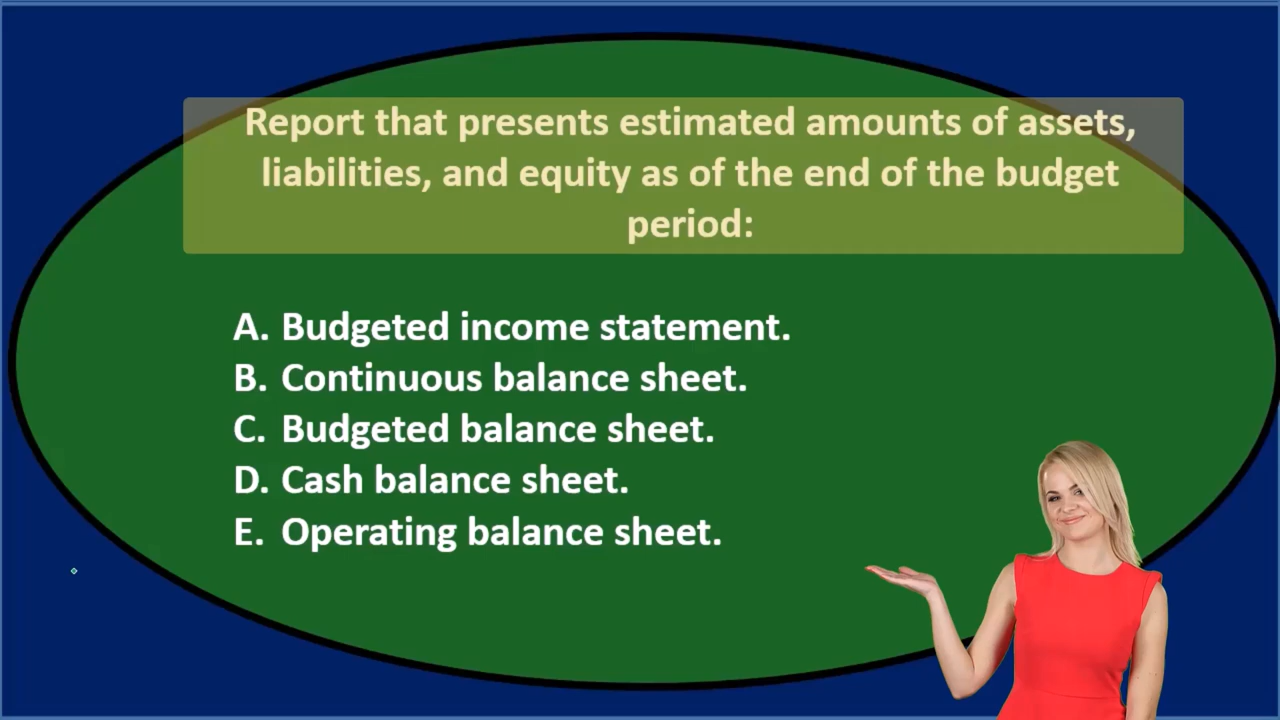 Report that presents estimated amounts of assets,
liabilities, and equity as of the end of the budget
period:
A. Budgeted income statement.
B. Continuous balance sheet.
C. Budgeted balance sheet.
D. Cash balance sheet.
E. Operating balance sheet.